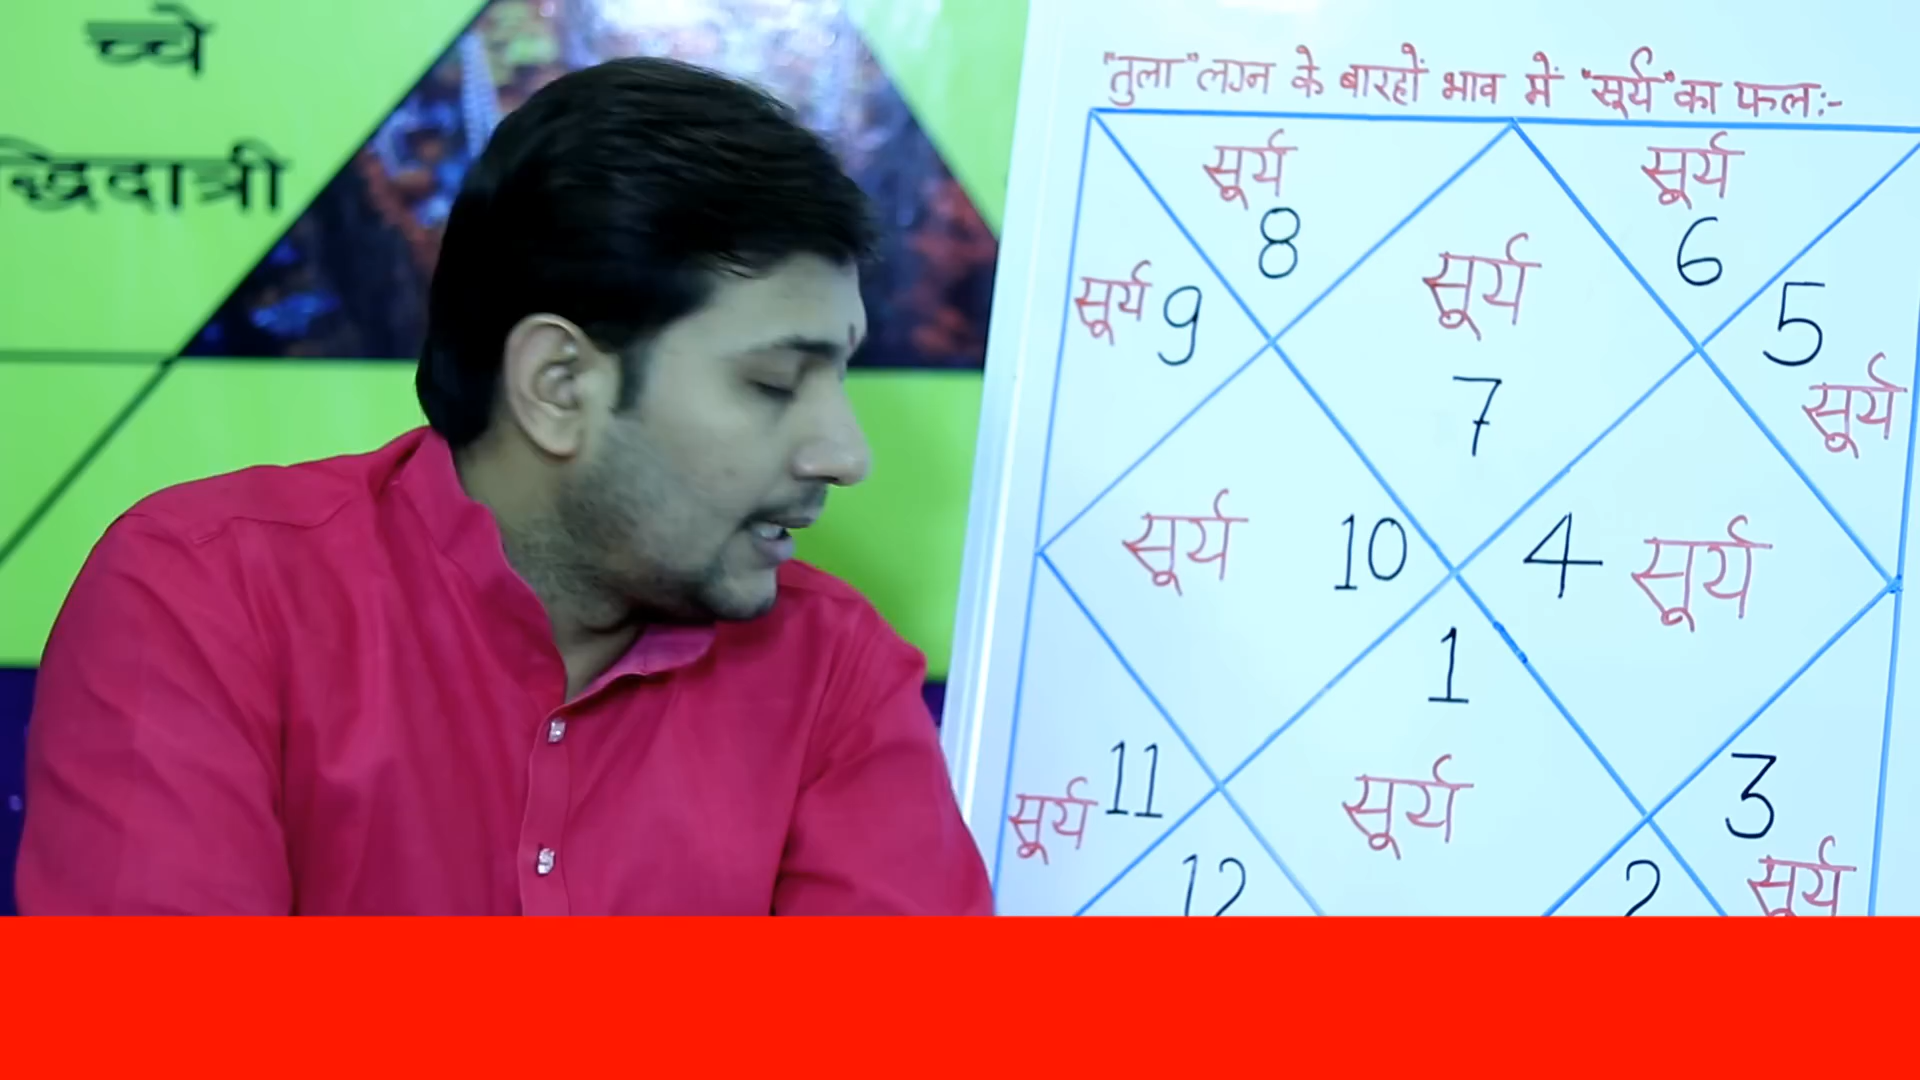 च्चे
द्धिदात्री
"तुला" लग्न के बारहों भाव में "सूर्य" का फल:-
सूर्य
8
सूर्य
6
सूर्य
7
सूर्य 9
5
सूर्य
सूर्य 10
4 सूर्य
1
सूर्य
11
सूर्य
3
सूर्य
12
2